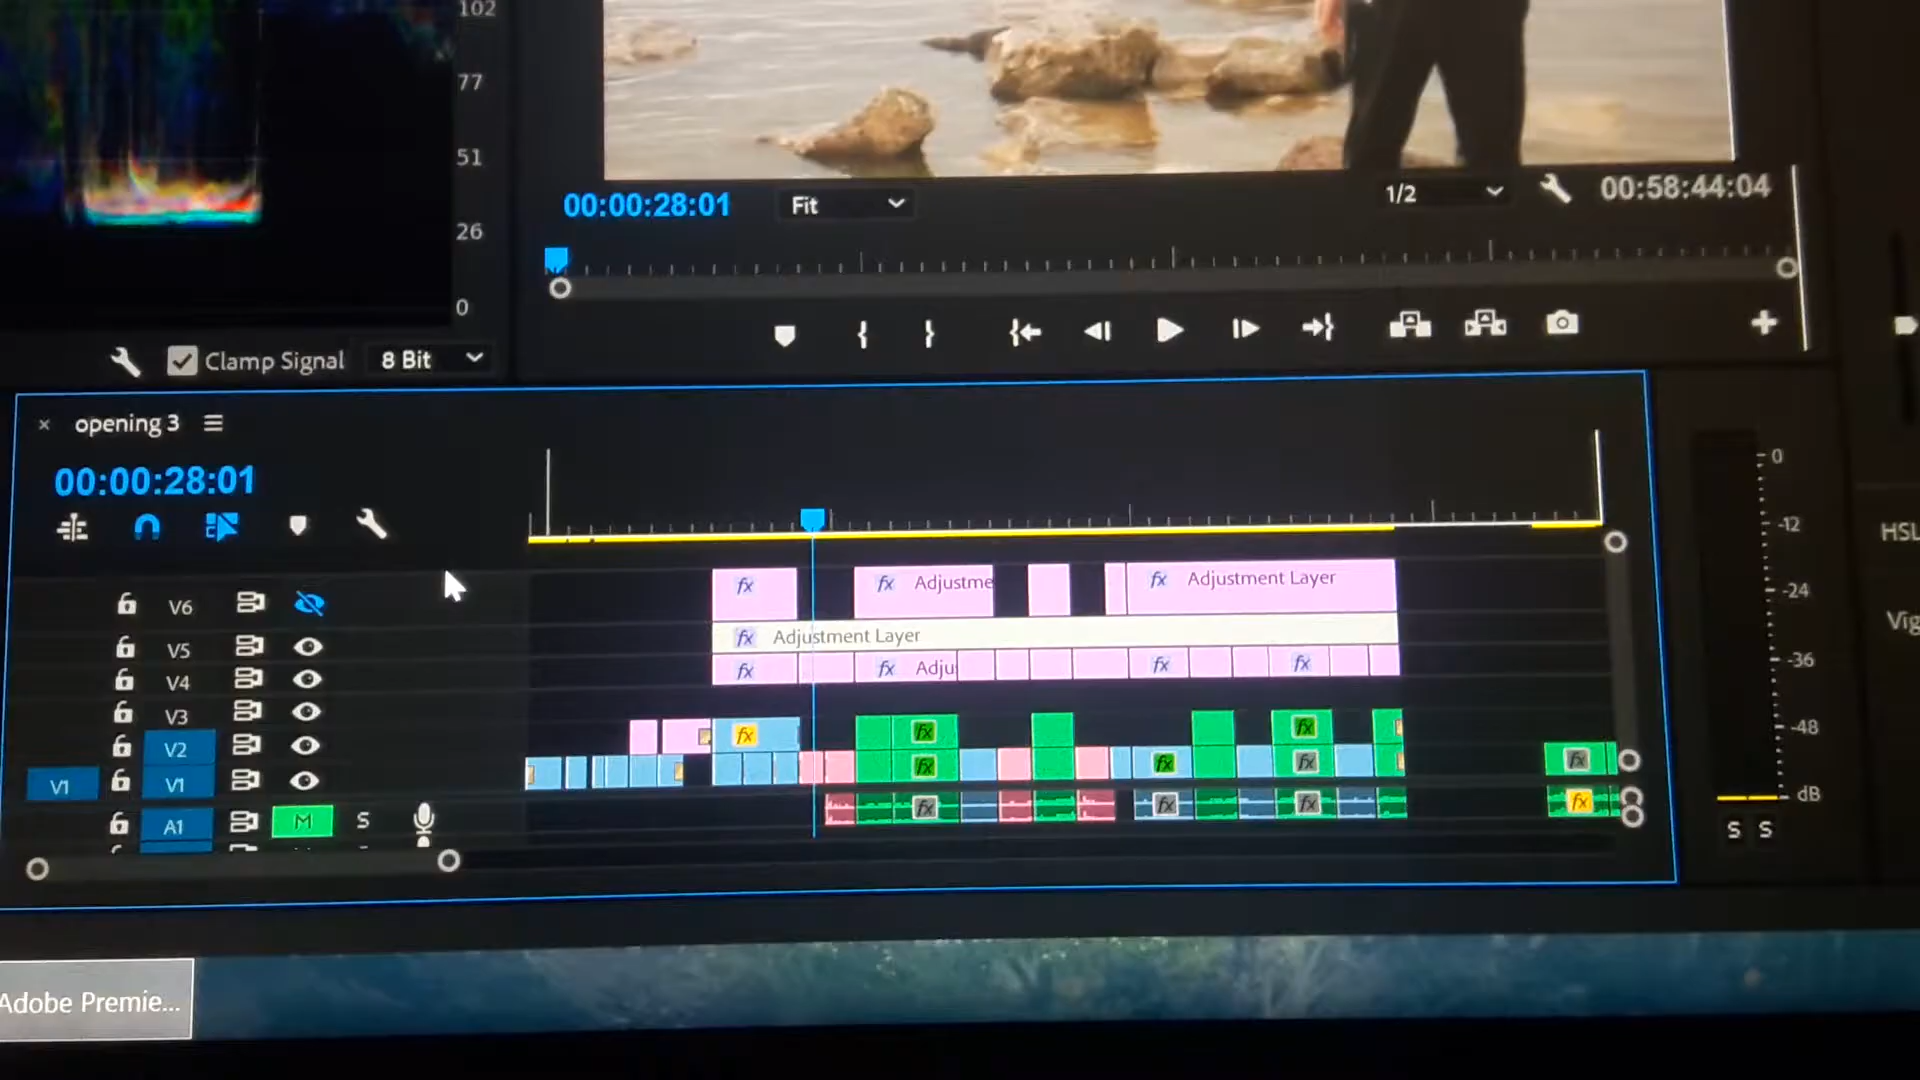 102
77
51
26
0
Clamp Signal
8 Bit
00:00:28:01
Fit
1/2
00:58:44:04
opening 3
00:00:28:01
V6
V5
V4
V3
V2
V1
V1
A1
M
S
fx
fx
Adjustme
fx
Adjustment Layer
fx
Adjustment Layer
fx
fx
Adju
fx
fx
fx
fx
fx
fx
fx
fx
fx
fx
fx
fx
fx
0
-12
-24
-36
-48
dB
S
S
HSL
Vig
Adobe Premie...